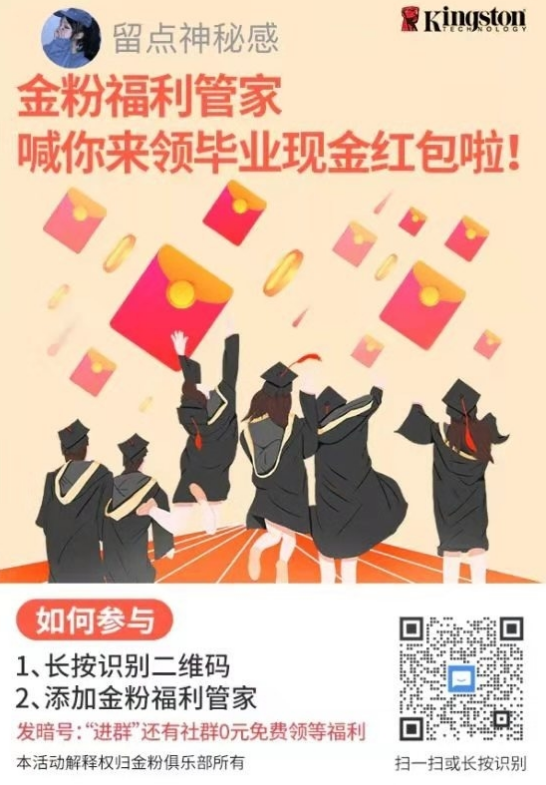 留点神秘感
Kingston
TECHNOLOGY
金粉福利管家
喊你来领毕业现金红包啦！
如何参与
1、长按识别二维码
2、添加金粉福利管家
发暗号：“进群”还有社群0元免费领等福利
本活动解释权归金粉俱乐部所有
扫一扫或长按识别